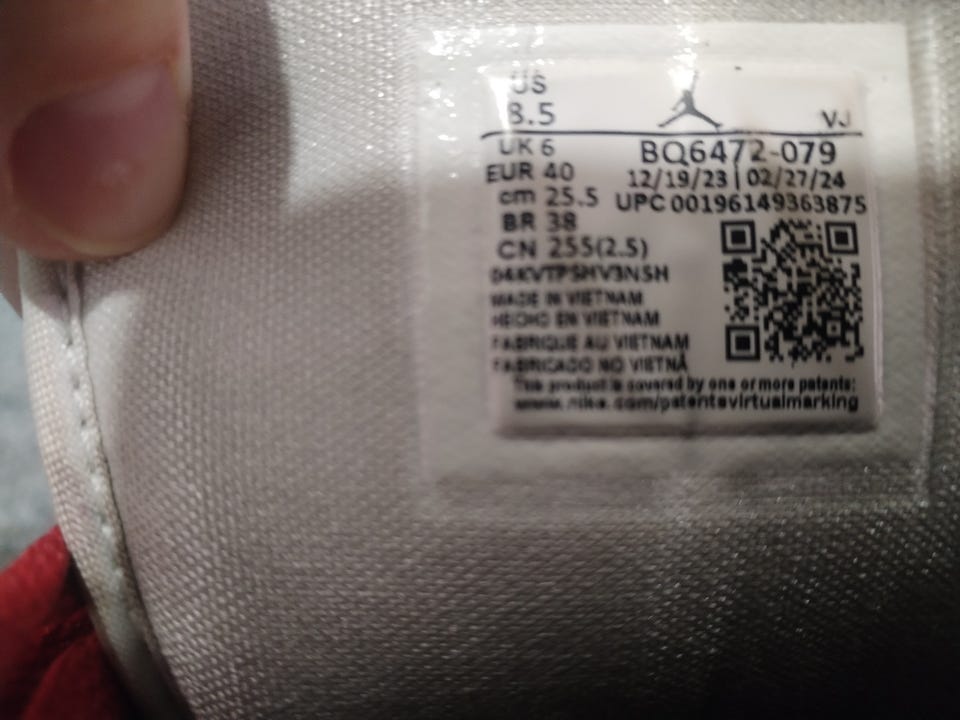 US
8.5
VJ
UK 6
BQ6472-079
EUR 40
12/19/23 | 02/27/24
cm 25.5
UPC 00196149363875
BR 38
CN 255(2.5)
MADE IN VIETNAM
HECHO EN VIETNAM
FABRIQUE AU VIETNAM
FABRICADO NO VIETNÃ
This product is covered by one or more patents:
www.nike.com/patentsvirtualmarking